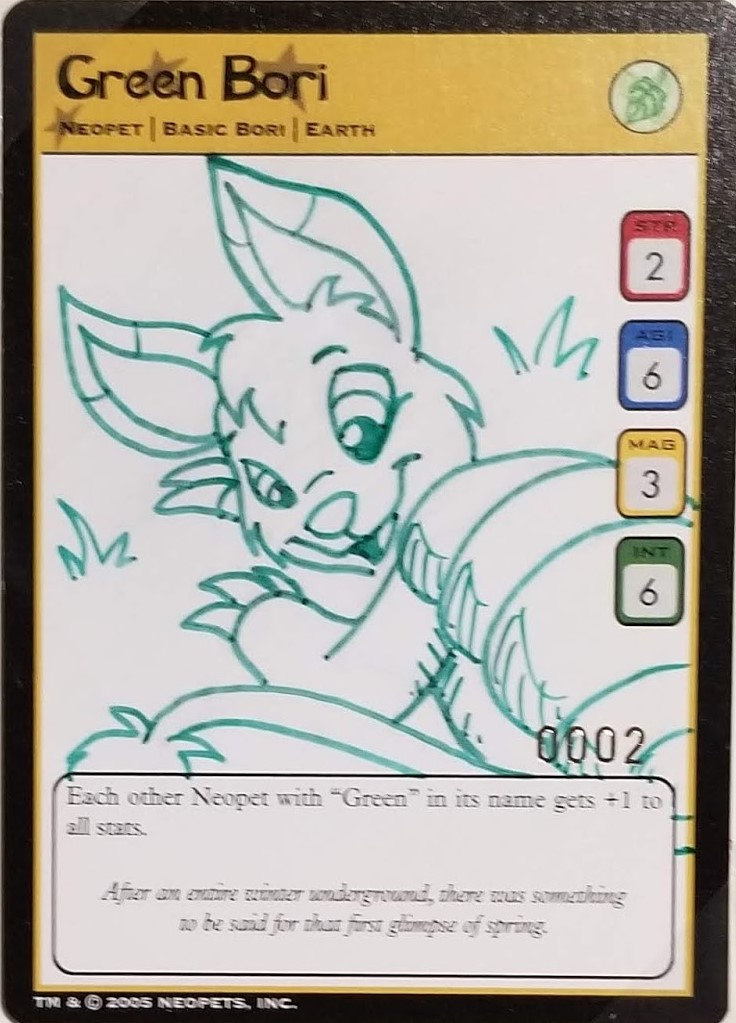 Green Bori
NEOPET | BASIC BORI | EARTH
STR
2
AGI
6
MAG
3
INT
6
0002
Each other Neopet with “Green” in its name gets +1 to
all stats.
After an entire winter underground, there was something
to be said for that first glimpse of spring.
TM & © 2005 NEOPETS, INC.